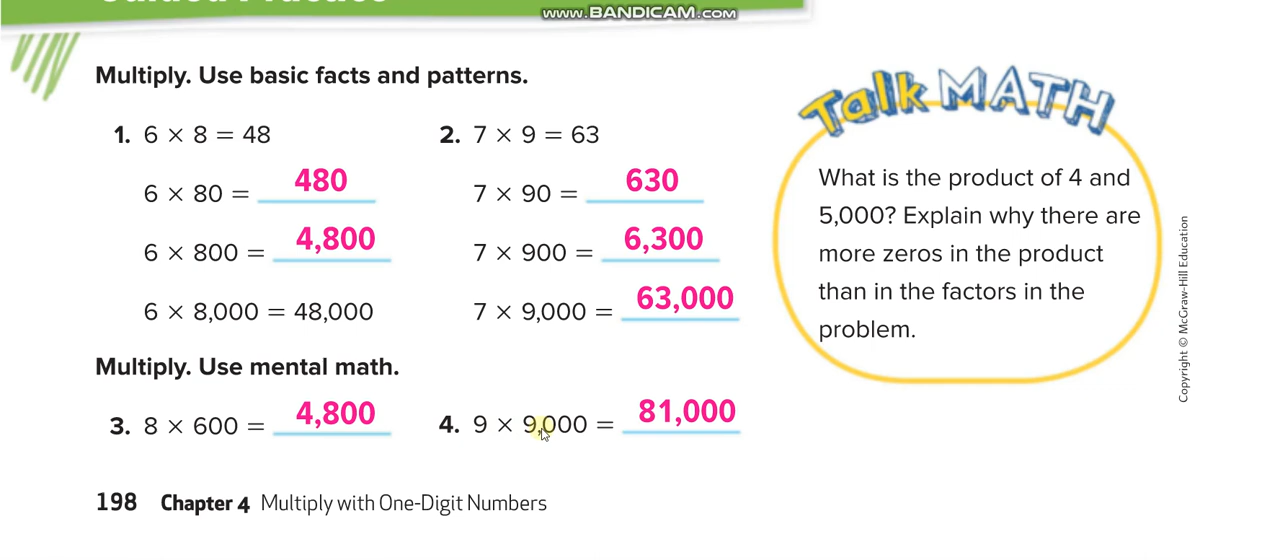 www.BANDICAM.com
Multiply. Use basic facts and patterns.
1. 6 × 8 = 48
6 × 80 = 480
6 × 800 = 4,800
6 × 8,000 = 48,000
2. 7 × 9 = 63
7 × 90 = 630
7 × 900 = 6,300
7 × 9,000 = 63,000
Multiply. Use mental math.
3. 8 × 600 = 4,800
4. 9 × 9,000 = 81,000
Talk MATH
What is the product of 4 and
5,000? Explain why there are
more zeros in the product
than in the factors in the
problem.
Copyright © McGraw-Hill Education
198 Chapter 4 Multiply with One-Digit Numbers